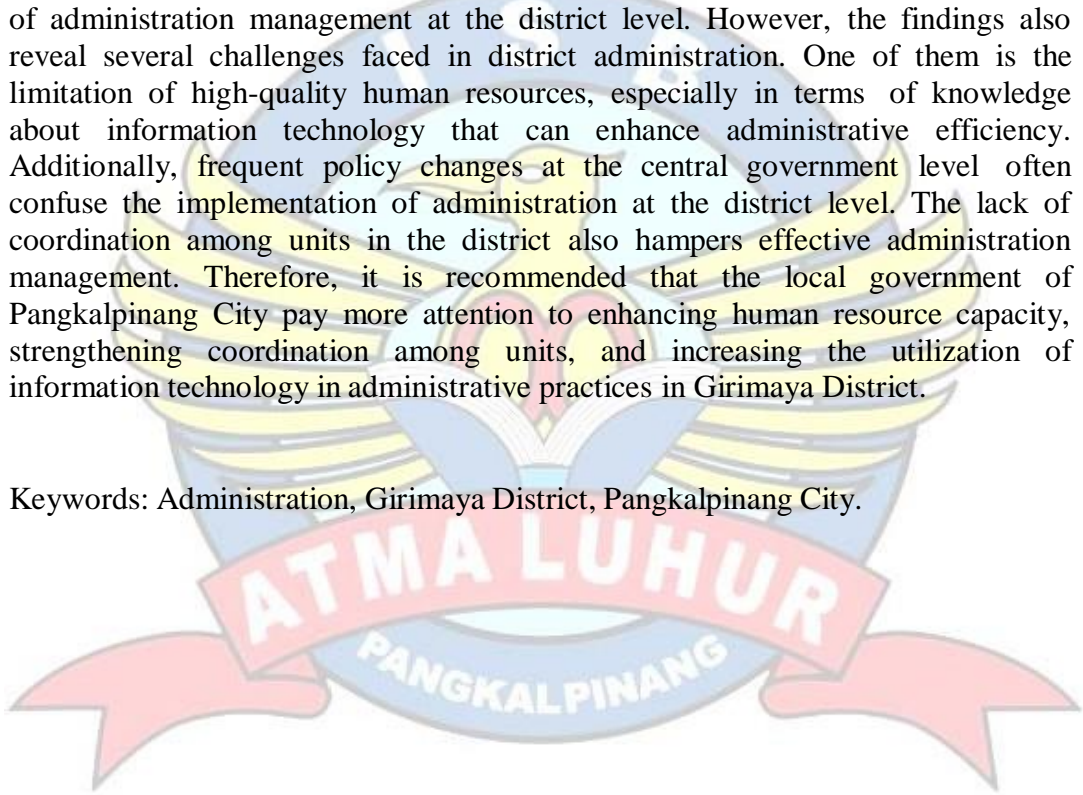 of administration management at the district level. However, the findings also
reveal several challenges faced in district administration. One of them is the
limitation of high-quality human resources, especially in terms of knowledge
about information technology that can enhance administrative efficiency.
Additionally, frequent policy changes at the central government level often
confuse the implementation of administration at the district level. The lack of
coordination among units in the district also hampers effective administration
management. Therefore, it is recommended that the local government of
Pangkalpinang City pay more attention to enhancing human resource capacity,
strengthening coordination among units, and increasing the utilization of
information technology in administrative practices in Girimaya District.
Keywords: Administration, Girimaya District, Pangkalpinang City.
I S B
ATMA LUHUR
PANGKALPINANG